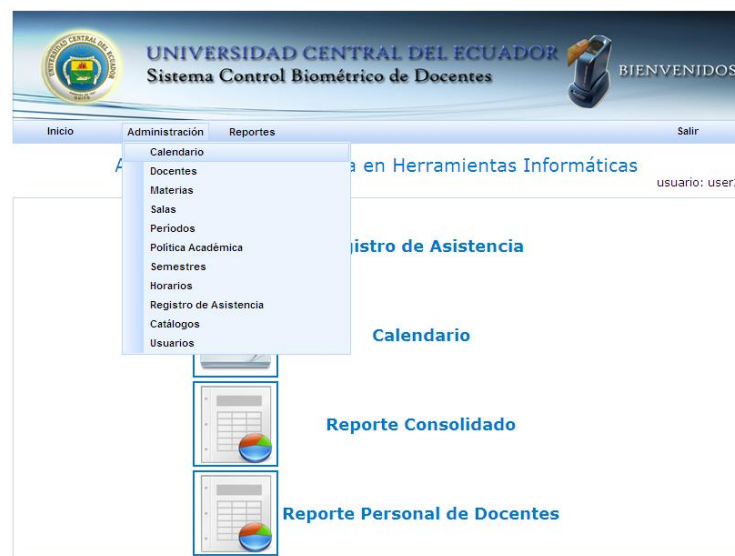 UNIVERSIDAD CENTRAL DEL ECUADOR
Sistema Control Biométrico de Docentes
BIENVENIDOS
Inicio Administración Reportes Salir
en Herramientas Informáticas
usuario:
Calendario
Docentes
Materias
Salas
Períodos
Política Académica
Semestres
Horarios
Registro de Asistencia
Catálogos
Usuarios
de Asistencia
Calendario
Reporte Consolidado
Reporte Personal de Docentes